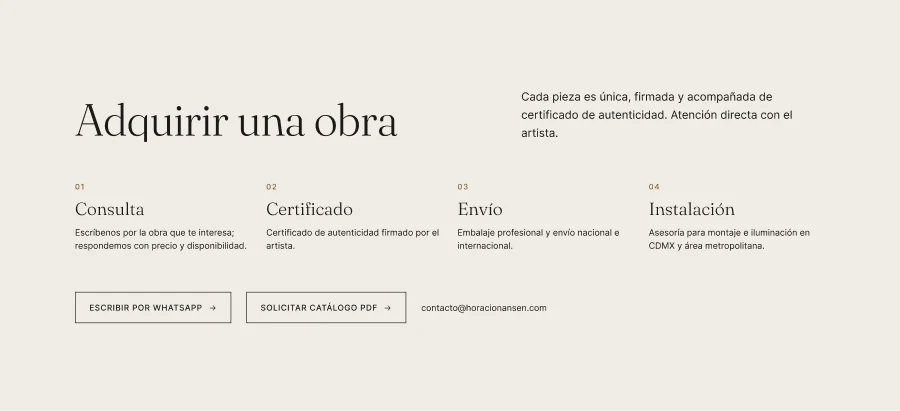 Adquirir una obra
Cada pieza es única, firmada y acompañada de
certificado de autenticidad. Atención directa con el
artista.
01
Consulta
Escríbenos por la obra que te interesa;
respondemos con precio y disponibilidad.
02
Certificado
Certificado de autenticidad firmado por el
artista.
03
Envío
Embalaje profesional y envío nacional e
internacional.
04
Instalación
Asesoría para montaje e iluminación en
CDMX y área metropolitana.
ESCRIBIR POR WHATSAPP →
SOLICITAR CATÁLOGO PDF →
contacto@horacionansen.com